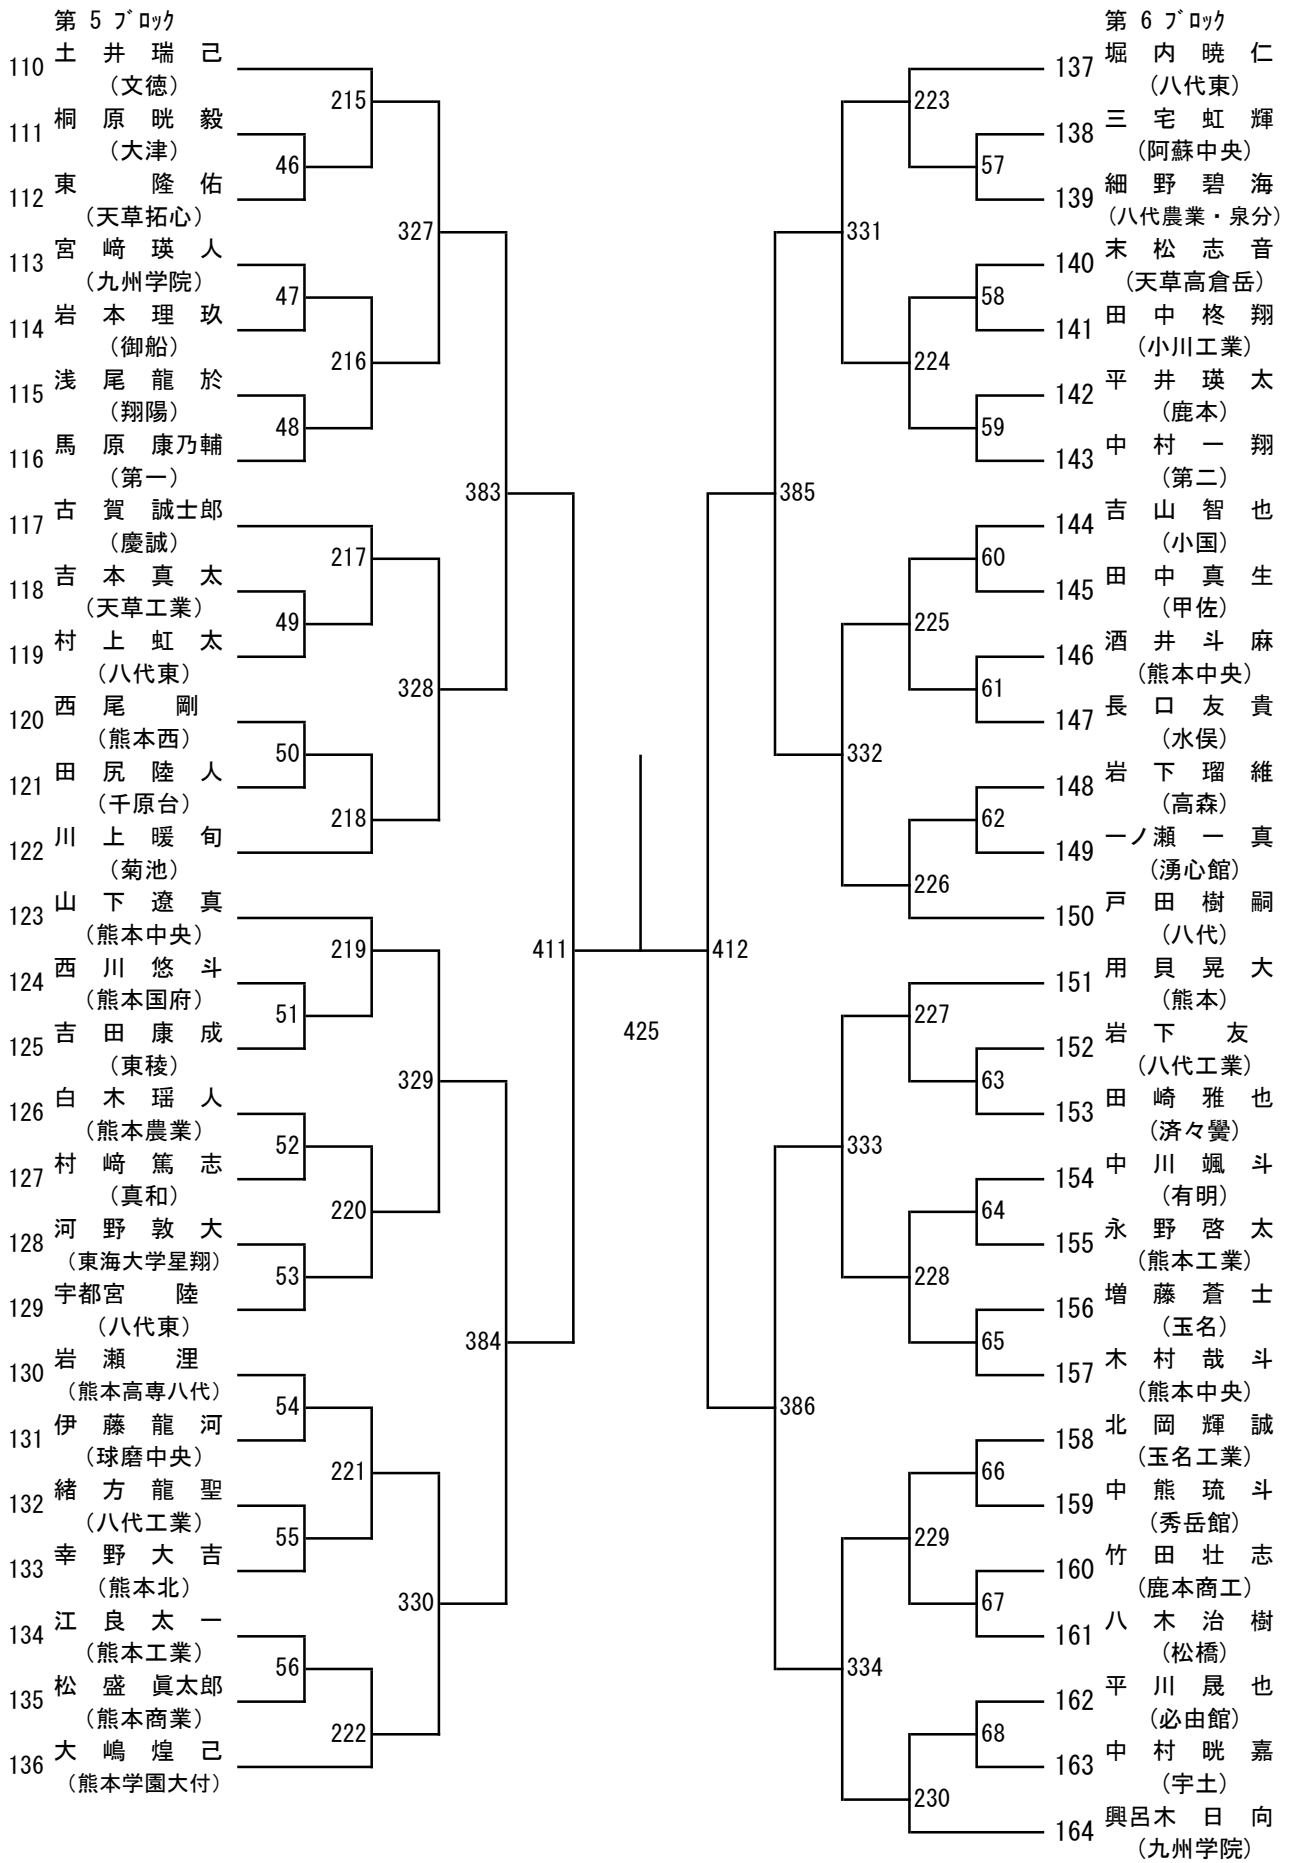 第 5 ブロック
110 土 井 瑞 己
(文徳)
111 桐 原 晄 毅
(大津)
112 東 隆 佑
(天草拓心)
113 宮 﨑 瑛 人
(九州学院)
114 岩 本 理 玖
(御船)
115 浅 尾 龍 於
(翔陽)
116 馬 原 康乃輔
(第一)
117 古 賀 誠士郎
(慶誠)
118 吉 本 真 太
(天草工業)
119 村 上 虹 太
(八代東)
120 西 尾 剛
(熊本西)
121 田 尻 陸 人
(千原台)
122 川 上 暖 旬
(菊池)
123 山 下 遼 真
(熊本中央)
124 西 川 悠 斗
(熊本国府)
125 吉 田 康 成
(東稜)
126 白 木 瑶 人
(熊本農業)
127 村 﨑 篤 志
(真和)
128 河 野 敦 大
(東海大学星翔)
129 宇都宮 陸
(八代東)
130 岩 瀬 浬
(熊本高専八代)
131 伊 藤 龍 河
(球磨中央)
132 緒 方 龍 聖
(八代工業)
133 幸 野 大 吉
(熊本北)
134 江 良 太 一
(熊本工業)
135 松 盛 眞太郎
(熊本商業)
136 大 嶋 煌 己
(熊本学園大付)
46
47
48
49
50
51
52
53
54
55
56
215
216
217
218
219
220
221
222
327
328
329
330
383
384
411
425
412
385
386
331
332
333
334
223
224
225
226
227
228
229
230
57
58
59
60
61
62
63
64
65
66
67
68
第 6 ブロック
137 堀 内 暁 仁
(八代東)
138 三 宅 虹 輝
(阿蘇中央)
139 細 野 碧 海
(八代農業・泉分)
140 末 松 志 音
(天草高倉岳)
141 田 中 柊 翔
(小川工業)
142 平 井 瑛 太
(鹿本)
143 中 村 一 翔
(第二)
144 吉 山 智 也
(小国)
145 田 中 真 生
(甲佐)
146 酒 井 斗 麻
(熊本中央)
147 長 口 友 貴
(水俣)
148 岩 下 瑠 維
(高森)
149 一ノ瀬 一 真
(湧心館)
150 戸 田 樹 嗣
(八代)
151 用 貝 晃 大
(熊本)
152 岩 下 友
(八代工業)
153 田 崎 雅 也
(済々黌)
154 中 川 颯 斗
(有明)
155 永 野 啓 太
(熊本工業)
156 増 藤 蒼 士
(玉名)
157 木 村 哉 斗
(熊本中央)
158 北 岡 輝 誠
(玉名工業)
159 中 熊 琉 斗
(秀岳館)
160 竹 田 壮 志
(鹿本商工)
161 八 木 治 樹
(松橋)
162 平 川 晟 也
(必由館)
163 中 村 晄 嘉
(宇土)
164 興呂木 日 向
(九州学院)